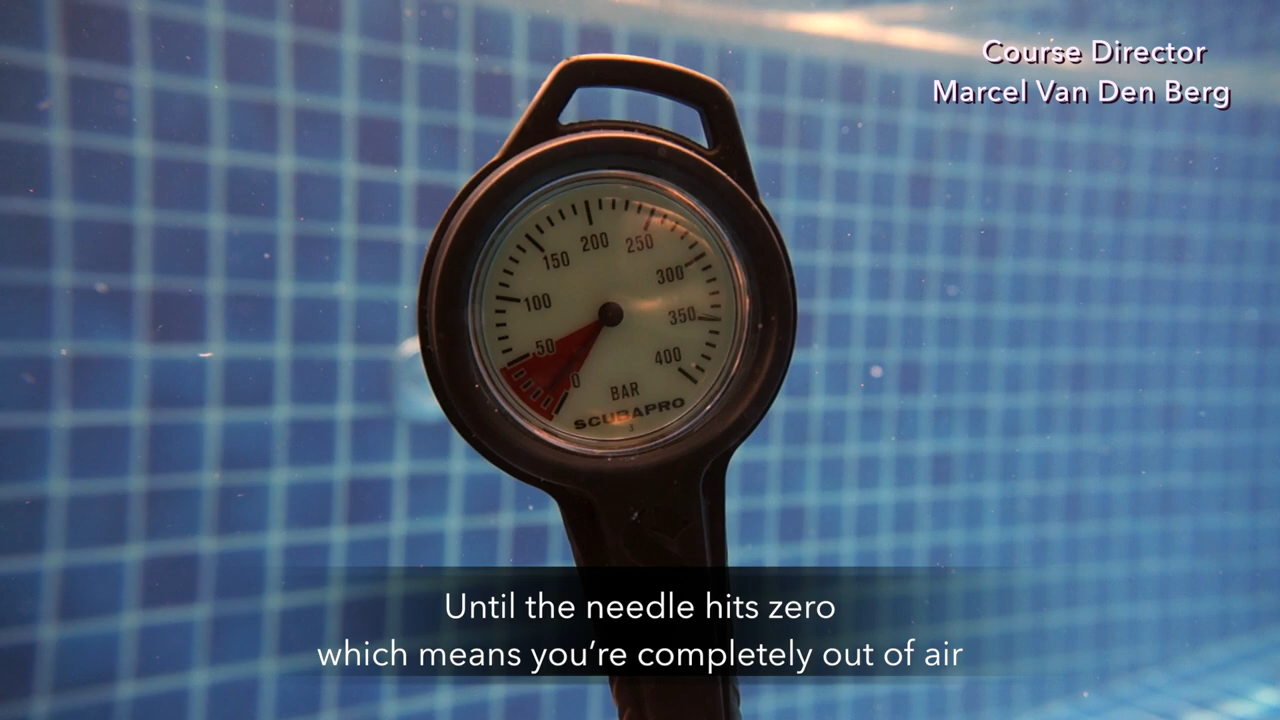 Course Director
Marcel Van Den Berg
200
250
150
300
100
350
50
400
0
BAR
SCUBAPRO
3
Until the needle hits zero
which means you’re completely out of air